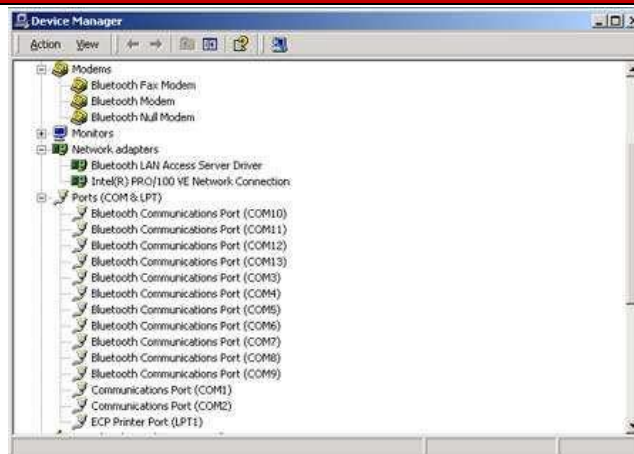 Device Manager
Action View
Modems
Bluetooth Fax Modem
Bluetooth Modem
Bluetooth Null Modem
Monitors
Network adapters
Bluetooth LAN Access Server Driver
Intel(R) PRO/100 VE Network Connection
Ports (COM & LPT)
Bluetooth Communications Port (COM10)
Bluetooth Communications Port (COM11)
Bluetooth Communications Port (COM12)
Bluetooth Communications Port (COM13)
Bluetooth Communications Port (COM3)
Bluetooth Communications Port (COM4)
Bluetooth Communications Port (COM5)
Bluetooth Communications Port (COM6)
Bluetooth Communications Port (COM7)
Bluetooth Communications Port (COM8)
Bluetooth Communications Port (COM9)
Communications Port (COM1)
Communications Port (COM2)
ECP Printer Port (LPT1)